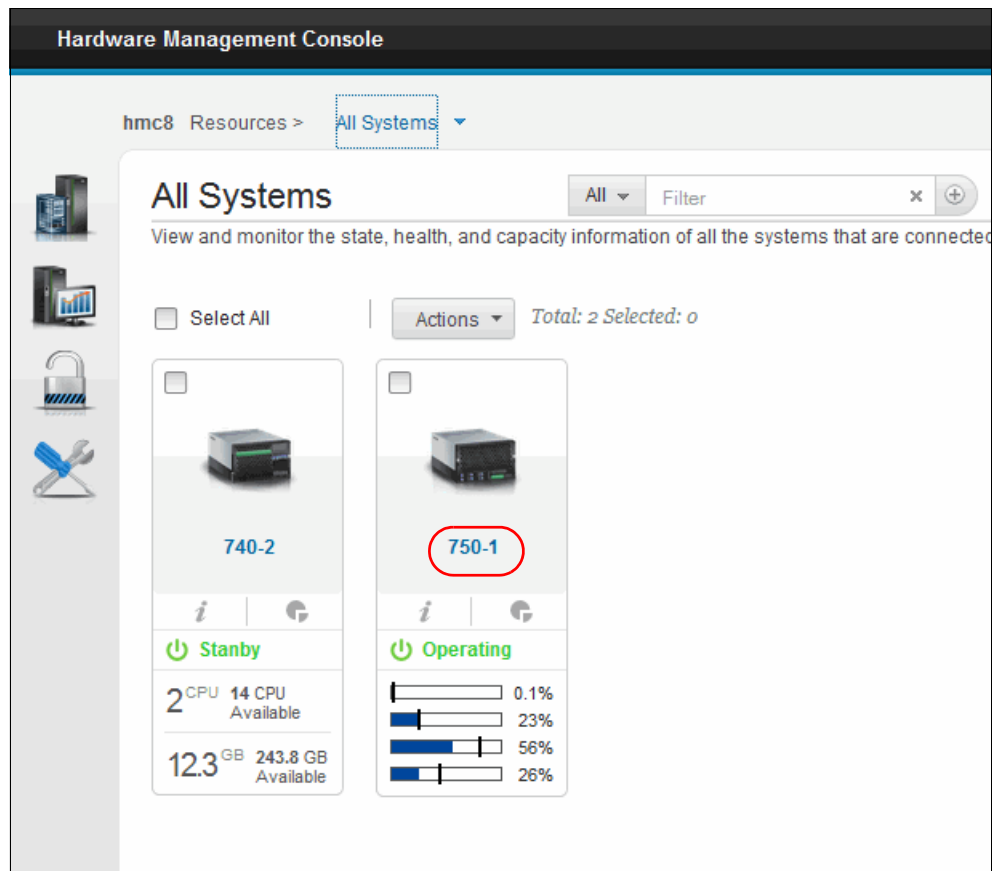 Hardware Management Console
hmc8 Resources > All Systems
All Systems
All
Filter
View and monitor the state, health, and capacity information of all the systems that are connected
Select All
Actions
Total: 2 Selected: 0
740-2
750-1
i
i
Stanby
Operating
2 CPU 14 CPU
Available
12.3 GB 243.8 GB
Available
0.1%
23%
56%
26%